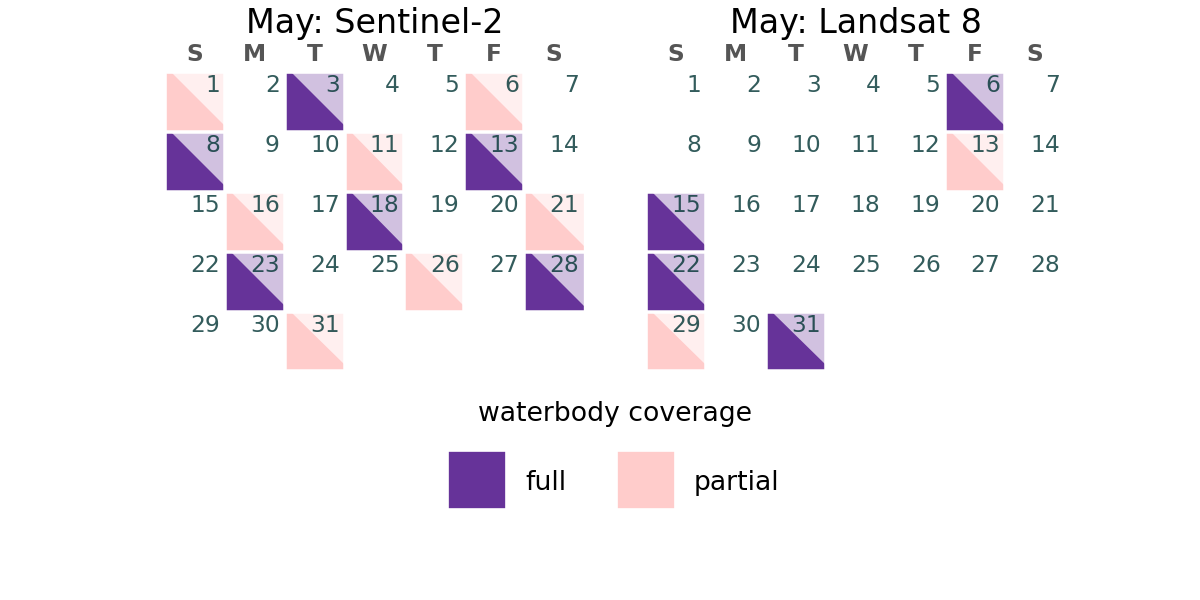 May: Sentinel-2
S M T W T F S
1 2 3 4 5 6 7
8 9 10 11 12 13 14
15 16 17 18 19 20 21
22 23 24 25 26 27 28
29 30 31
May: Landsat 8
S M T W T F S
1 2 3 4 5 6 7
8 9 10 11 12 13 14
15 16 17 18 19 20 21
22 23 24 25 26 27 28
29 30 31
waterbody coverage
full
partial